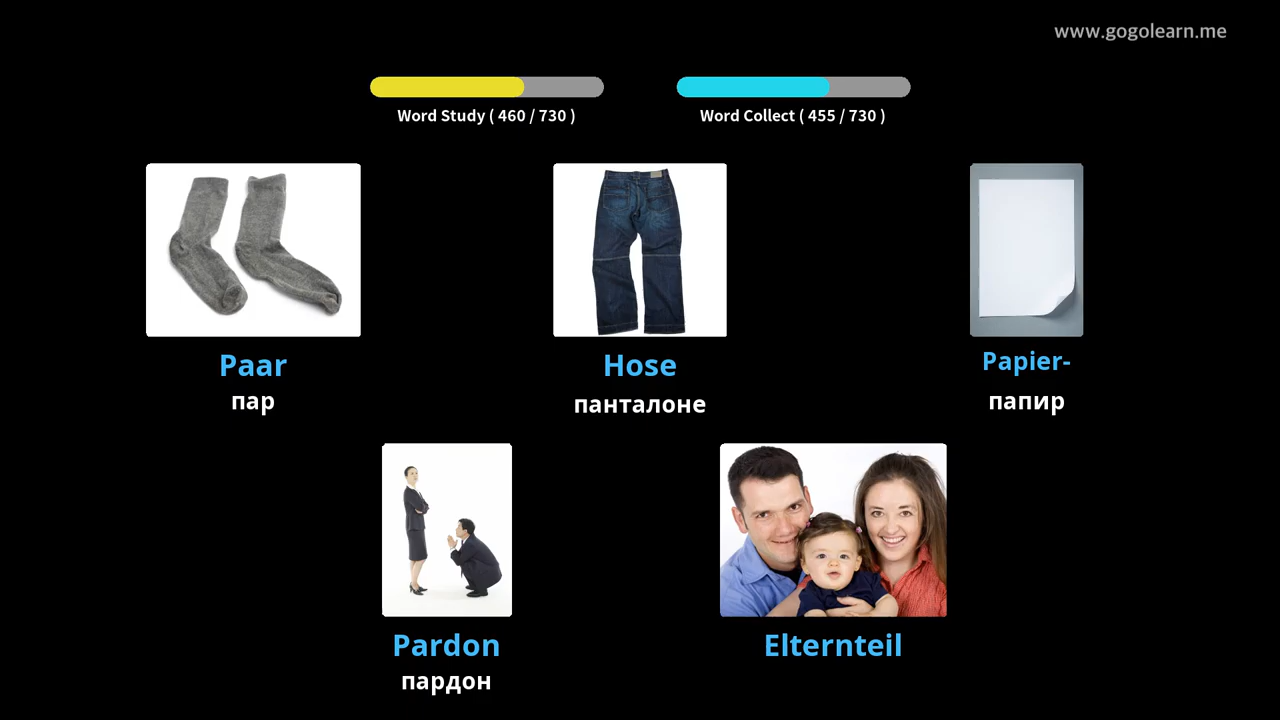 www.gogolearn.me
Word Study ( 460 / 730 )
Word Collect ( 455 / 730 )
Paar
пар
Hose
панталоне
Papier-
папир
Pardon
пардон
Elternteil